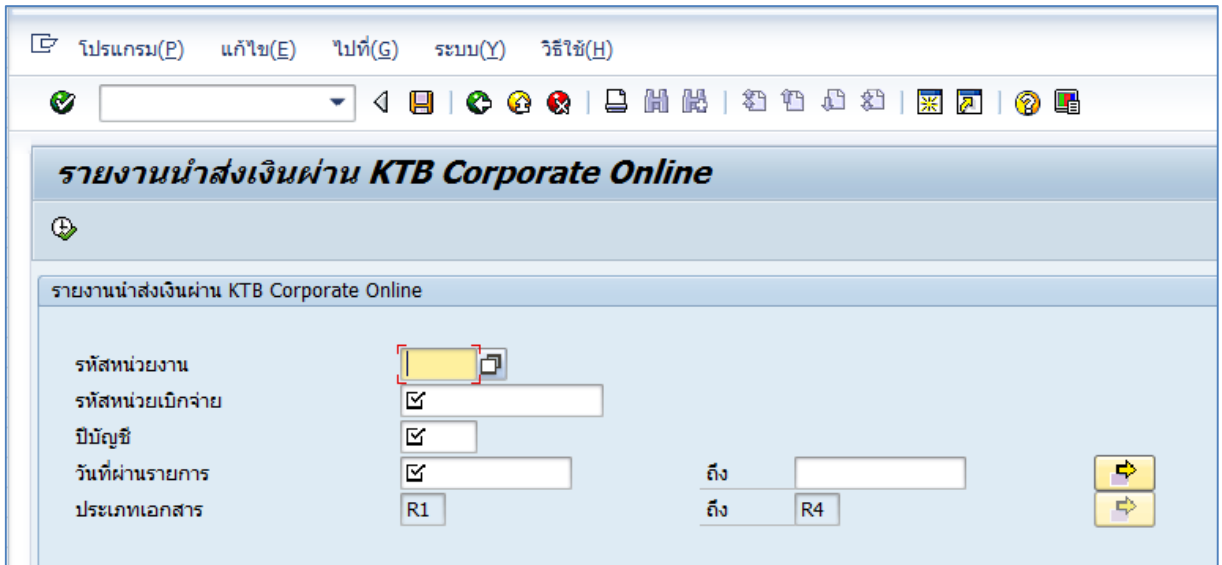 โปรแกรม(P) แก้ไข(E) ไปที่(G) ระบบ(Y) วิธีใช้(H)
รายงานนำส่งเงินผ่าน KTB Corporate Online
รายงานนำส่งเงินผ่าน KTB Corporate Online
รหัสหน่วยงาน
รหัสหน่วยเบิกจ่าย
ปีบัญชี
วันที่ผ่านรายการ ถึง
ประเภทเอกสาร R1 ถึง R4